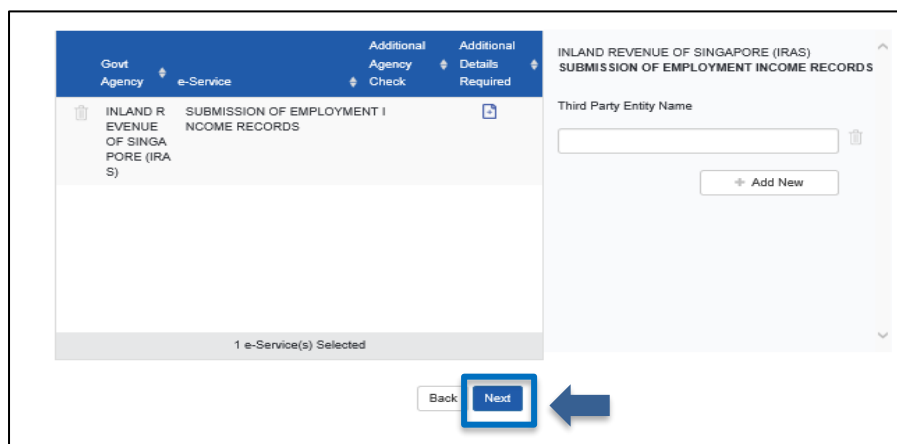 Govt Agency
e-Service
Additional Agency Check
Additional Details Required
INLAND R
EVENUE
OF SINGA
PORE (IRA
S)
SUBMISSION OF EMPLOYMENT I
NCOME RECORDS
1 e-Service(s) Selected
INLAND REVENUE OF SINGAPORE (IRAS)
SUBMISSION OF EMPLOYMENT INCOME RECORDS
Third Party Entity Name
+ Add New
Back
Next